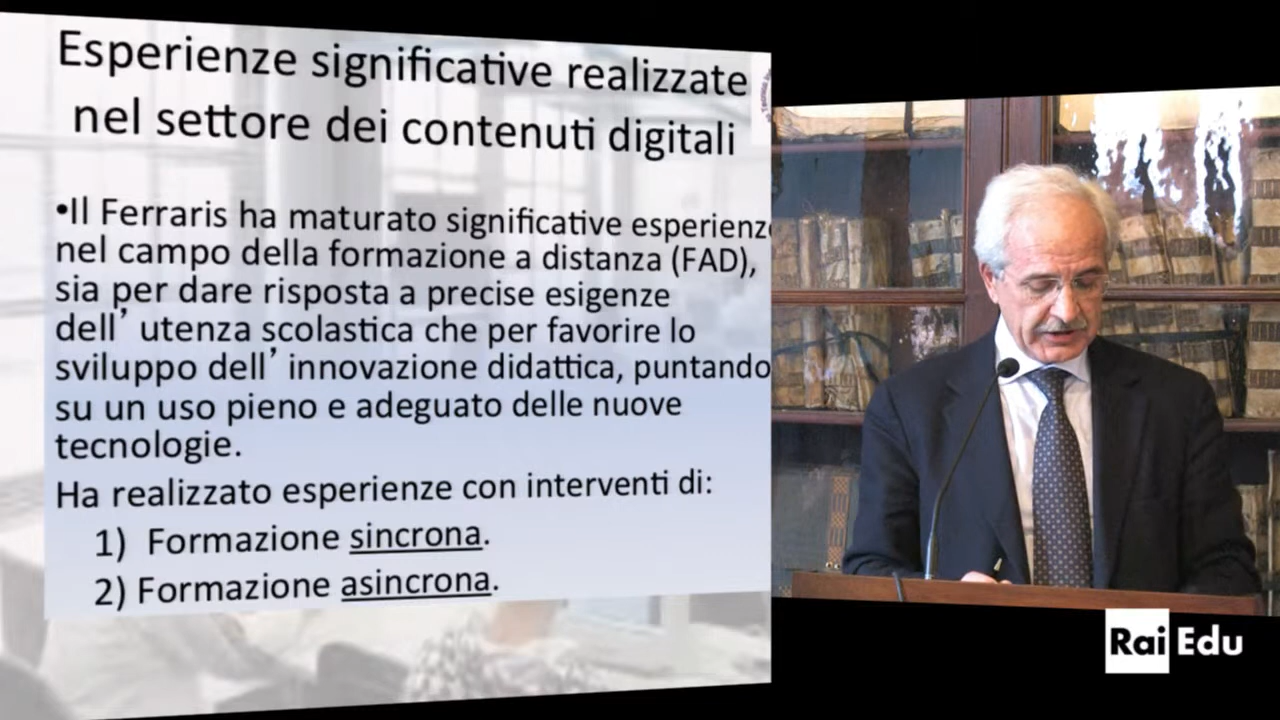 Esperienze significative realizzate
nel settore dei contenuti digitali
•Il Ferraris ha maturato significative esperienz
nel campo della formazione a distanza (FAD),
sia per dare risposta a precise esigenze
dell’ utenza scolastica che per favorire lo
sviluppo dell’ innovazione didattica, puntando
su un uso pieno e adeguato delle nuove
tecnologie.
Ha realizzato esperienze con interventi di:
1) Formazione sincrona.
2) Formazione asincrona.
Rai Edu